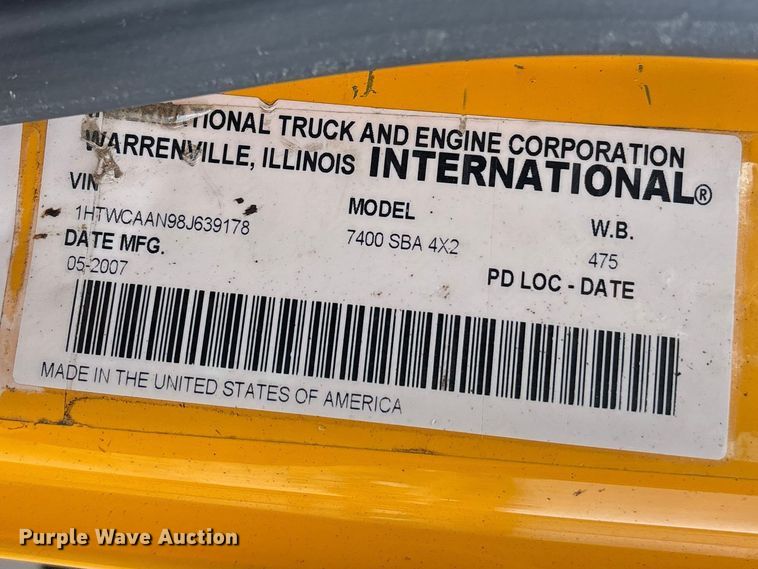 TIONAL TRUCK AND ENGINE CORPORATION
WARRENVILLE, ILLINOIS INTERNATIONAL®
VIN MODEL W.B.
1HTWCAAN98J639178 7400 SBA 4X2 475
DATE MFG. PD LOC - DATE
05-2007
MADE IN THE UNITED STATES OF AMERICA
Purple Wave Auction